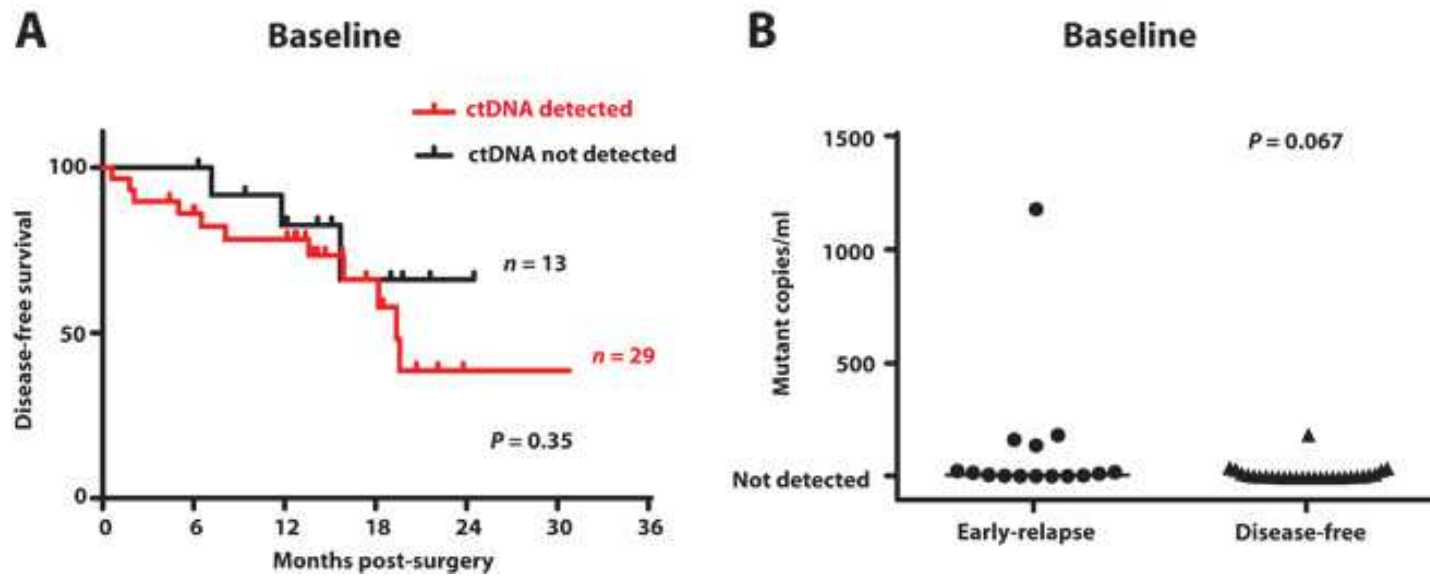 A
Baseline
ctDNA detected
ctDNA not detected
Disease-free survival
100
50
0
n = 13
n = 29
P = 0.35
0 6 12 18 24 30 36
Months post-surgery
B
Baseline
P = 0.067
Mutant copies/ml
1500
1000
500
Not detected
Early-relapse Disease-free